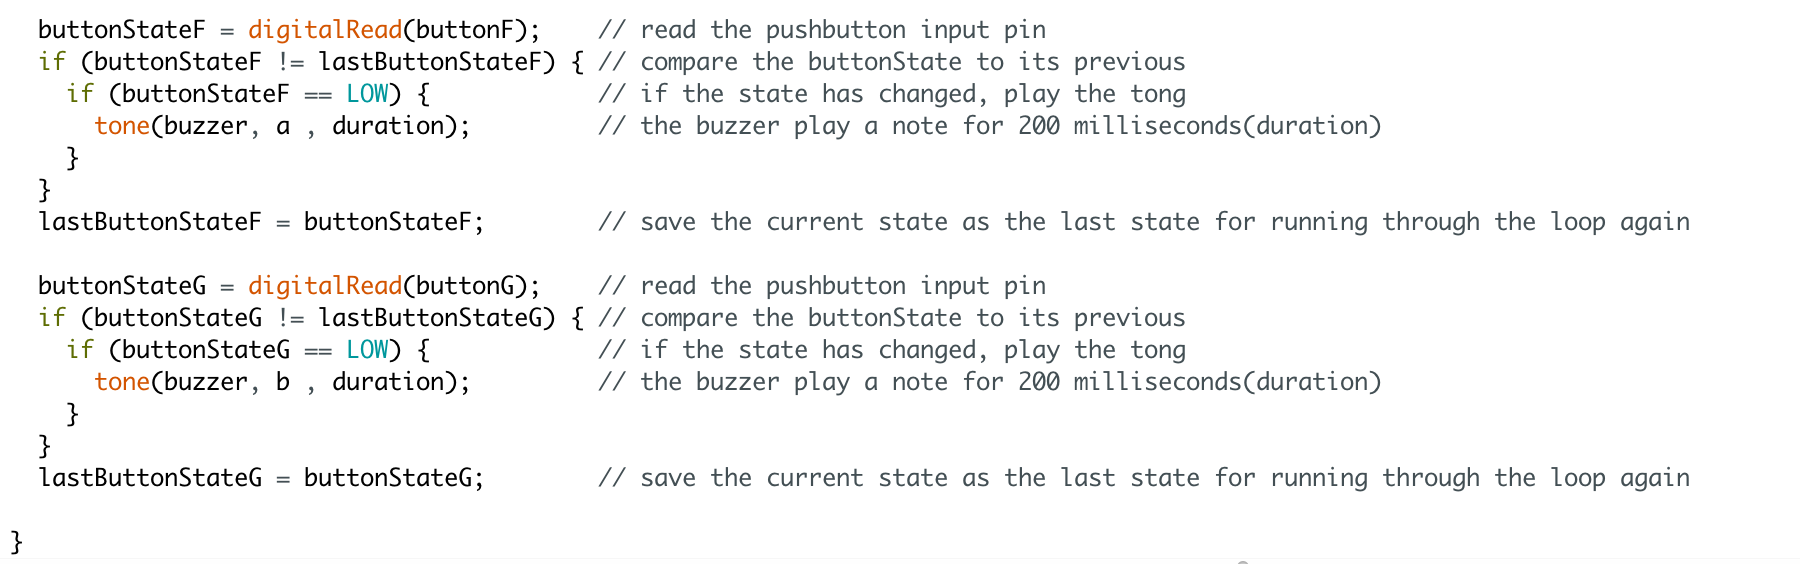 buttonStateF = digitalRead(buttonF);    // read the pushbutton input pin
if (buttonStateF != lastButtonStateF) { // compare the buttonState to its previous
  if (buttonStateF == LOW) {            // if the state has changed, play the tong
    tone(buzzer, a , duration);         // the buzzer play a note for 200 milliseconds(duration)
  }
}
lastButtonStateF = buttonStateF;        // save the current state as the last state for running through the loop again

buttonStateG = digitalRead(buttonG);    // read the pushbutton input pin
if (buttonStateG != lastButtonStateG) { // compare the buttonState to its previous
  if (buttonStateG == LOW) {            // if the state has changed, play the tong
    tone(buzzer, b , duration);         // the buzzer play a note for 200 milliseconds(duration)
  }
}
lastButtonStateG = buttonStateG;        // save the current state as the last state for running through the loop again

}